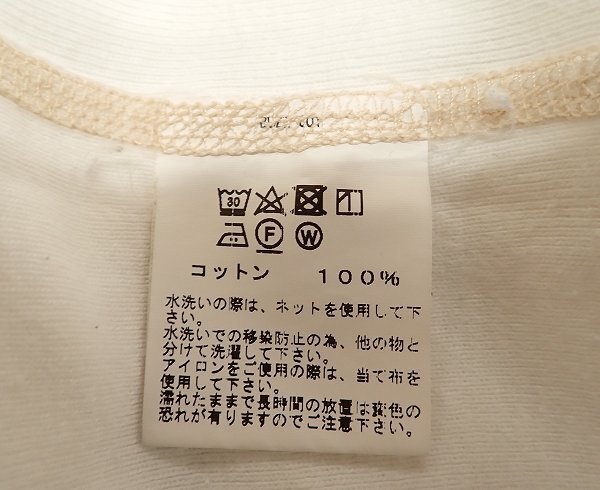 30
F W
コットン 100%
水洗いの際は、ネットを使用して下
さい。
水洗いでの移染防止の為、他の物と
分けて洗濯して下さい。
アイロンをご使用の際は、当て布を
使用して下さい。
濡れたままで長時間の放置は変色の
恐れが有りますのでご注意下さい。